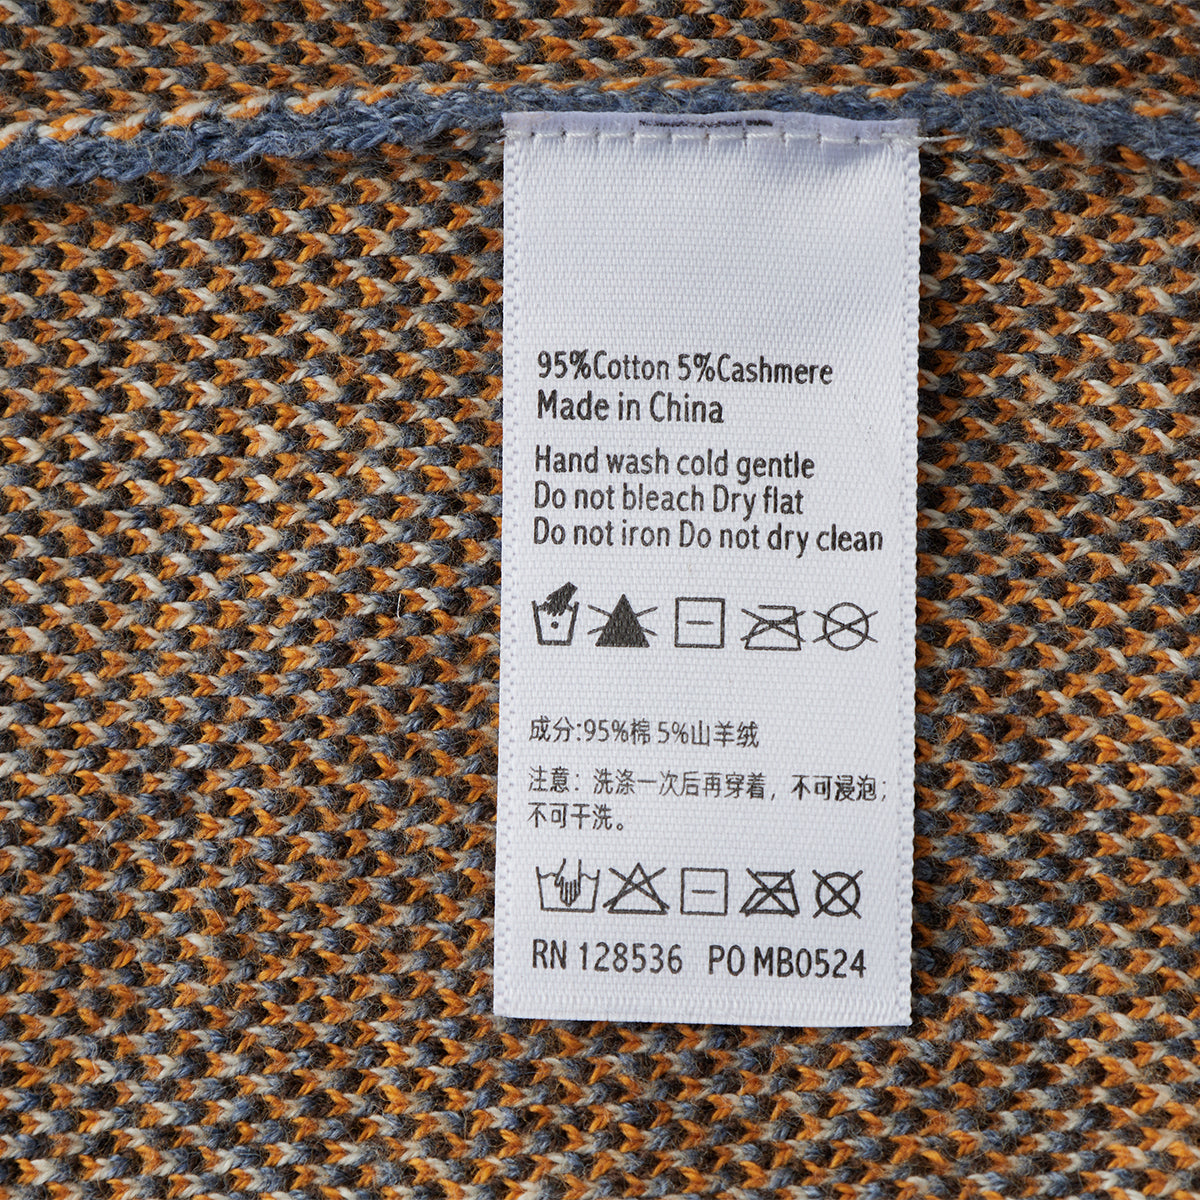 95%Cotton 5%Cashmere
Made in China
Hand wash cold gentle
Do not bleach Dry flat
Do not iron Do not dry clean
成分:95%棉 5%山羊绒
注意：洗涤一次后再穿着，不可浸泡；
不可干洗。
RN 128536 PO MB0524